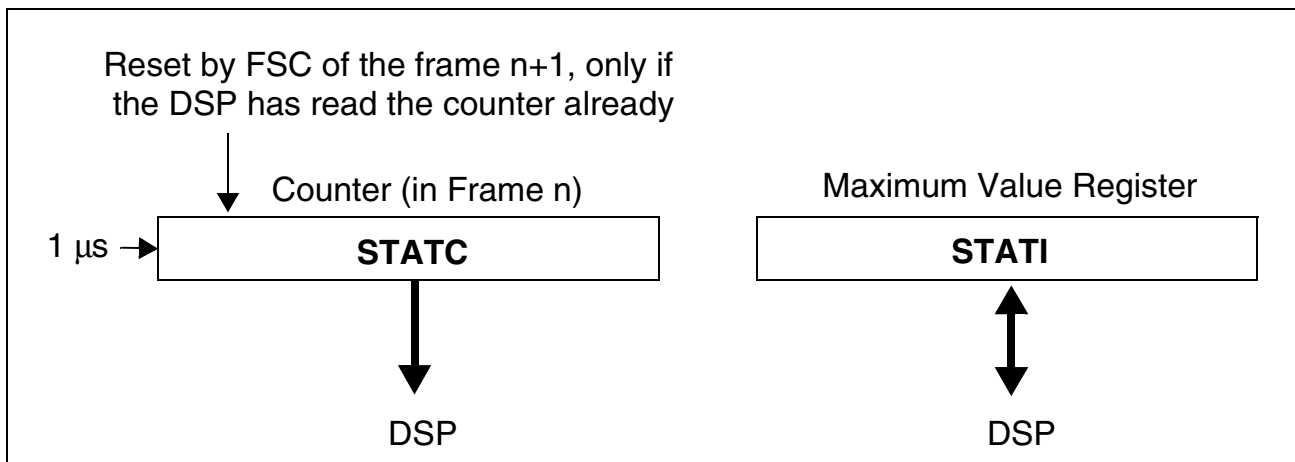 Reset by FSC of the frame n+1, only if
the DSP has read the counter already
Counter (in Frame n)
Maximum Value Register
1 μs
STATC
STATI
DSP
DSP